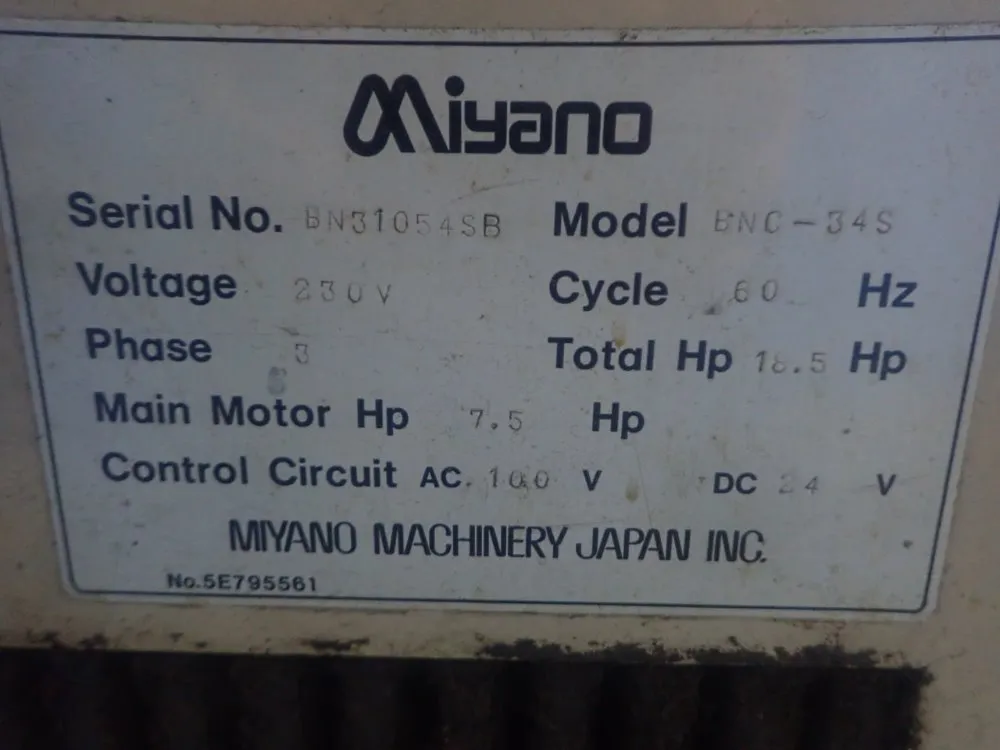 Miyano
Serial No. BN31054SB Model BNC-34S
Voltage 230V Cycle 60 Hz
Phase 3 Total Hp 18.5 Hp
Main Motor Hp 7.5 Hp
Control Circuit AC. 100 V DC 24 V
MIYANO MACHINERY JAPAN INC.
No.5E795561